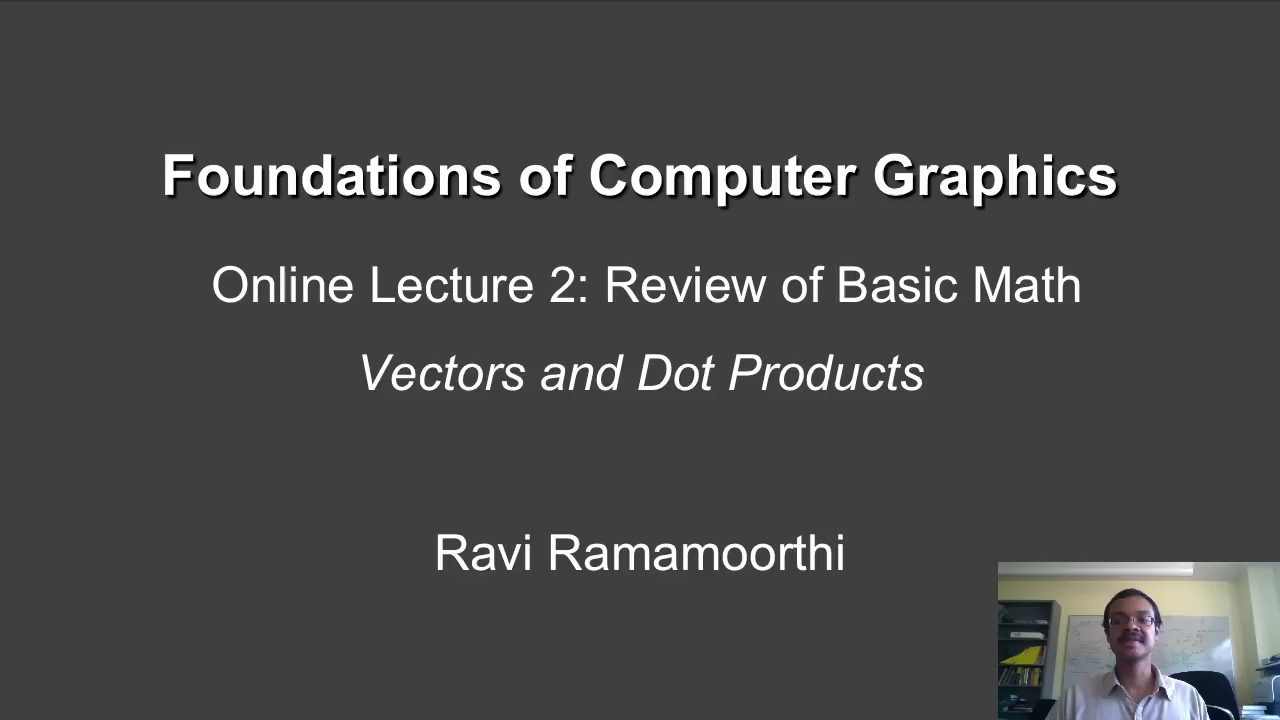 Foundations of Computer Graphics
Online Lecture 2: Review of Basic Math
Vectors and Dot Products
Ravi Ramamoorthi